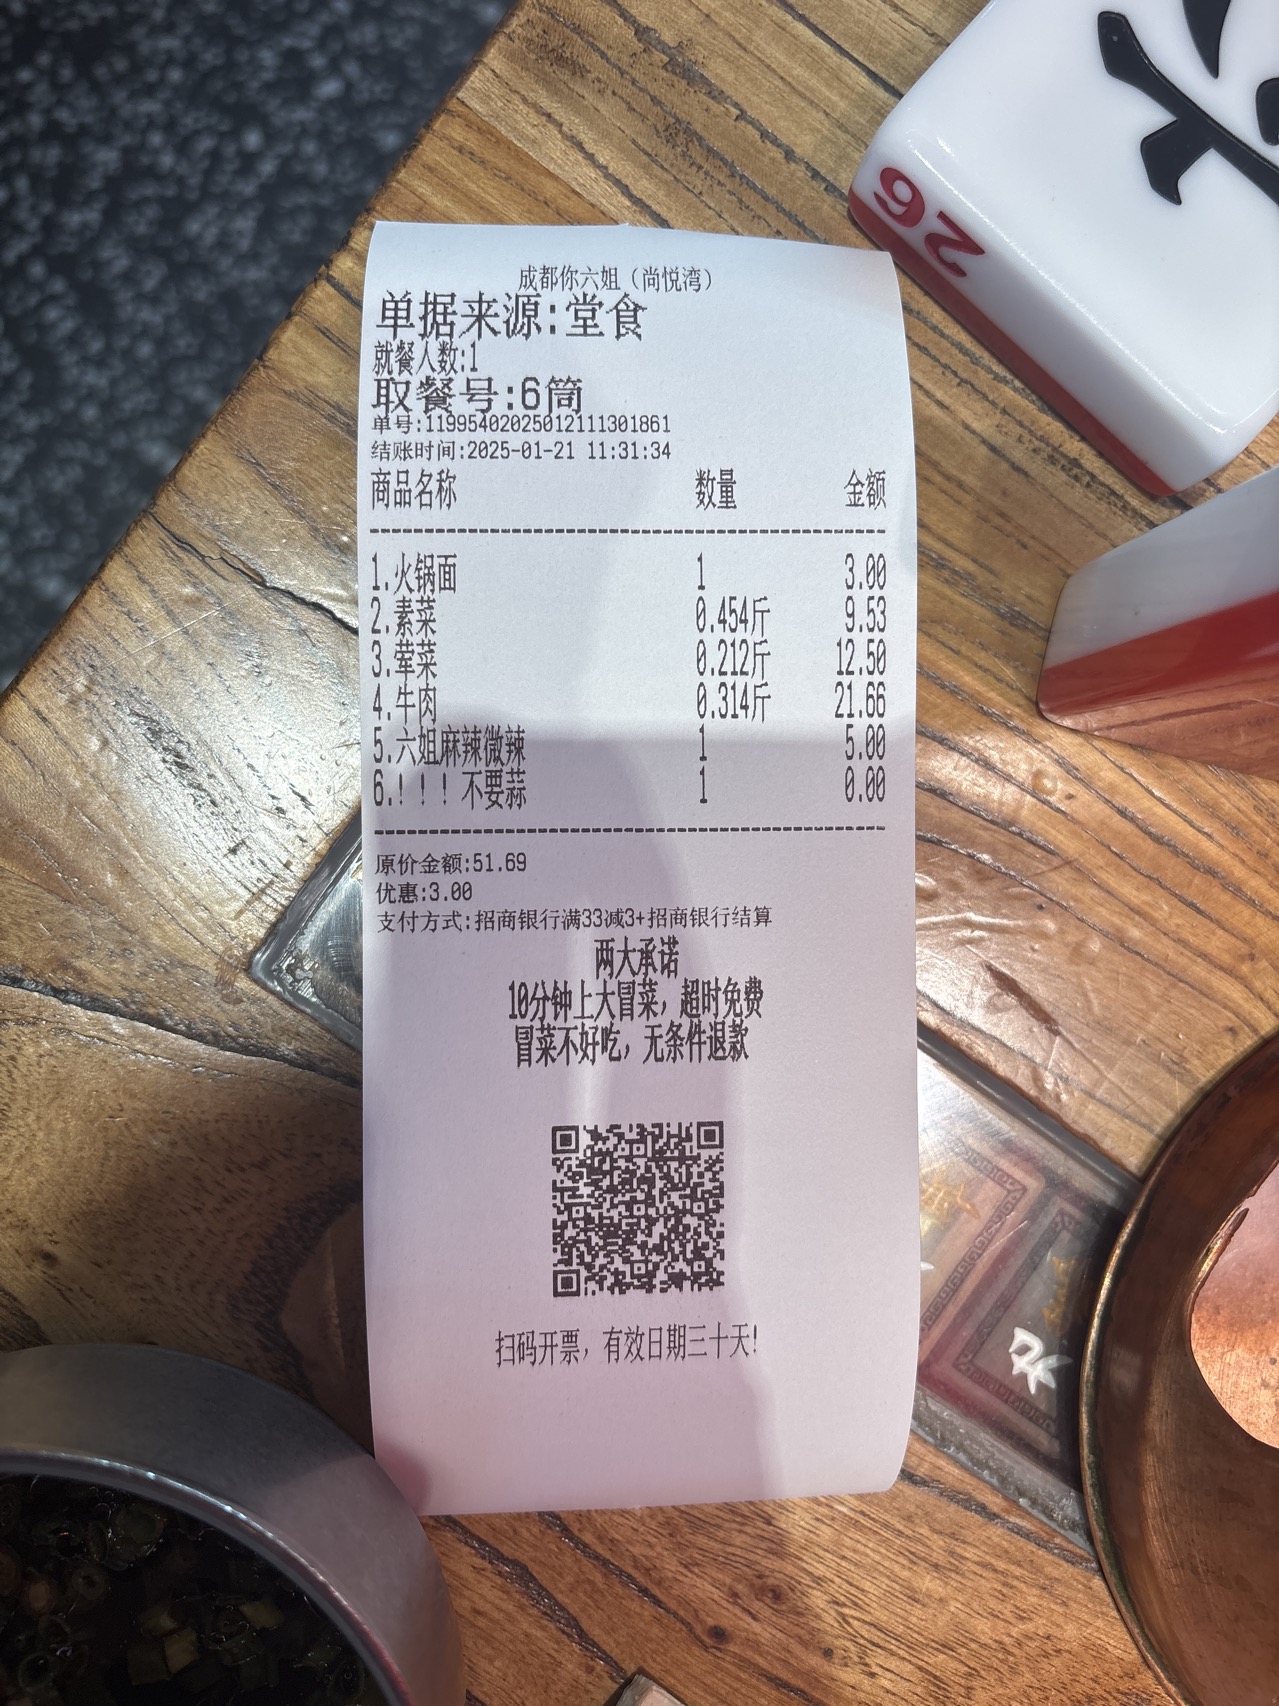 26
成都你六姐（尚悦湾）
单据来源:堂食
就餐人数:1
取餐号:6筒
单号:11995402025012111301861
结账时间:2025-01-21 11:31:34
商品名称 数量 金额
1.火锅面 1 3.00
2.素菜 0.454斤 9.53
3.荤菜 0.212斤 12.50
4.牛肉 0.314斤 21.66
5.六姐麻辣微辣 1 5.00
6.！！！不要蒜 1 0.00
原价金额:51.69
优惠:3.00
支付方式:招商银行满33减3+招商银行结算
两大承诺
10分钟上大冒菜，超时免费
冒菜不好吃，无条件退款
扫码开票，有效日期三十天！